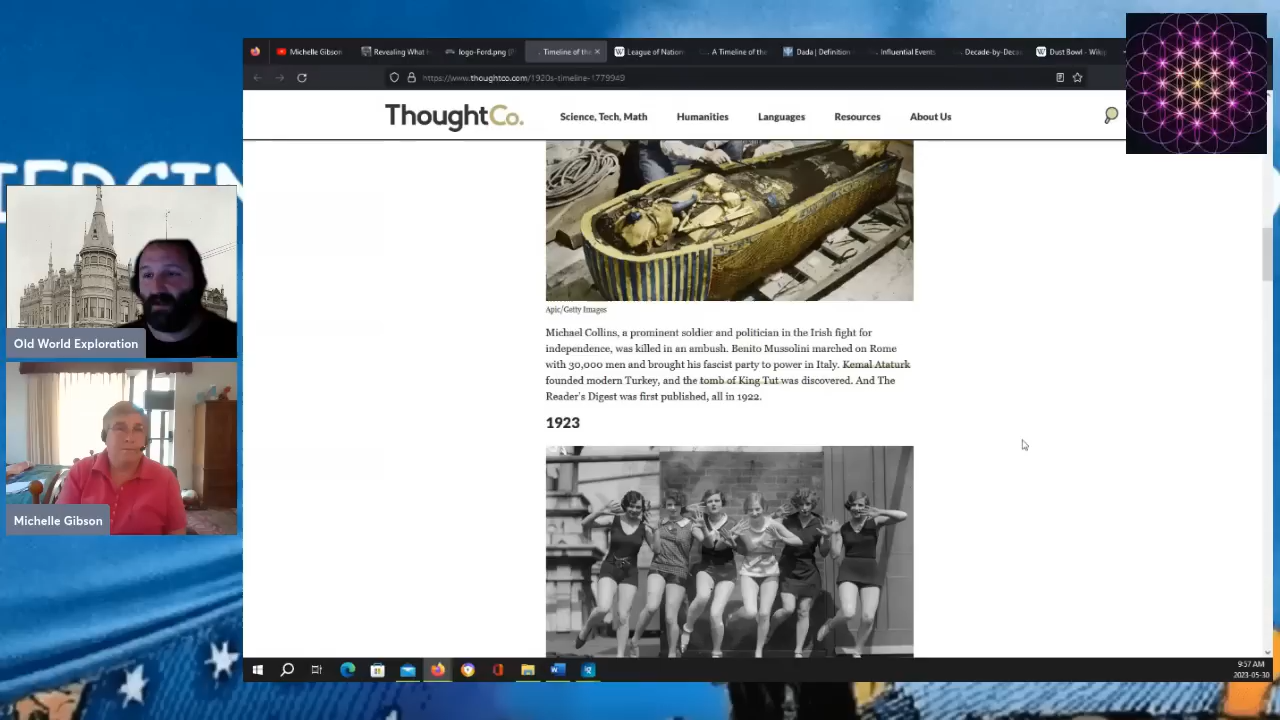 Michelle Gibson
Revealing What
logo-Ford.png
Timeline of the
League of Nation
A Timeline of the
Dada | Definition
Influential Event
Decade-by-Deca
Dust Bowl - Wiki
https://www.thoughtco.com/1920s-timeline-1779949
ThoughtCo.
Science, Tech, Math
Humanities
Languages
Resources
About Us
Apic/Getty Images
Michael Collins, a prominent soldier and politician in the Irish fight for
independence, was killed in an ambush. Benito Mussolini marched on Rome
with 30,000 men and brought his fascist party to power in Italy. Kemal Ataturk
founded modern Turkey, and the tomb of King Tut was discovered. And The
Reader's Digest was first published, all in 1922.
1923
Old World Exploration
Michelle Gibson
9:57 AM
2023-05-30